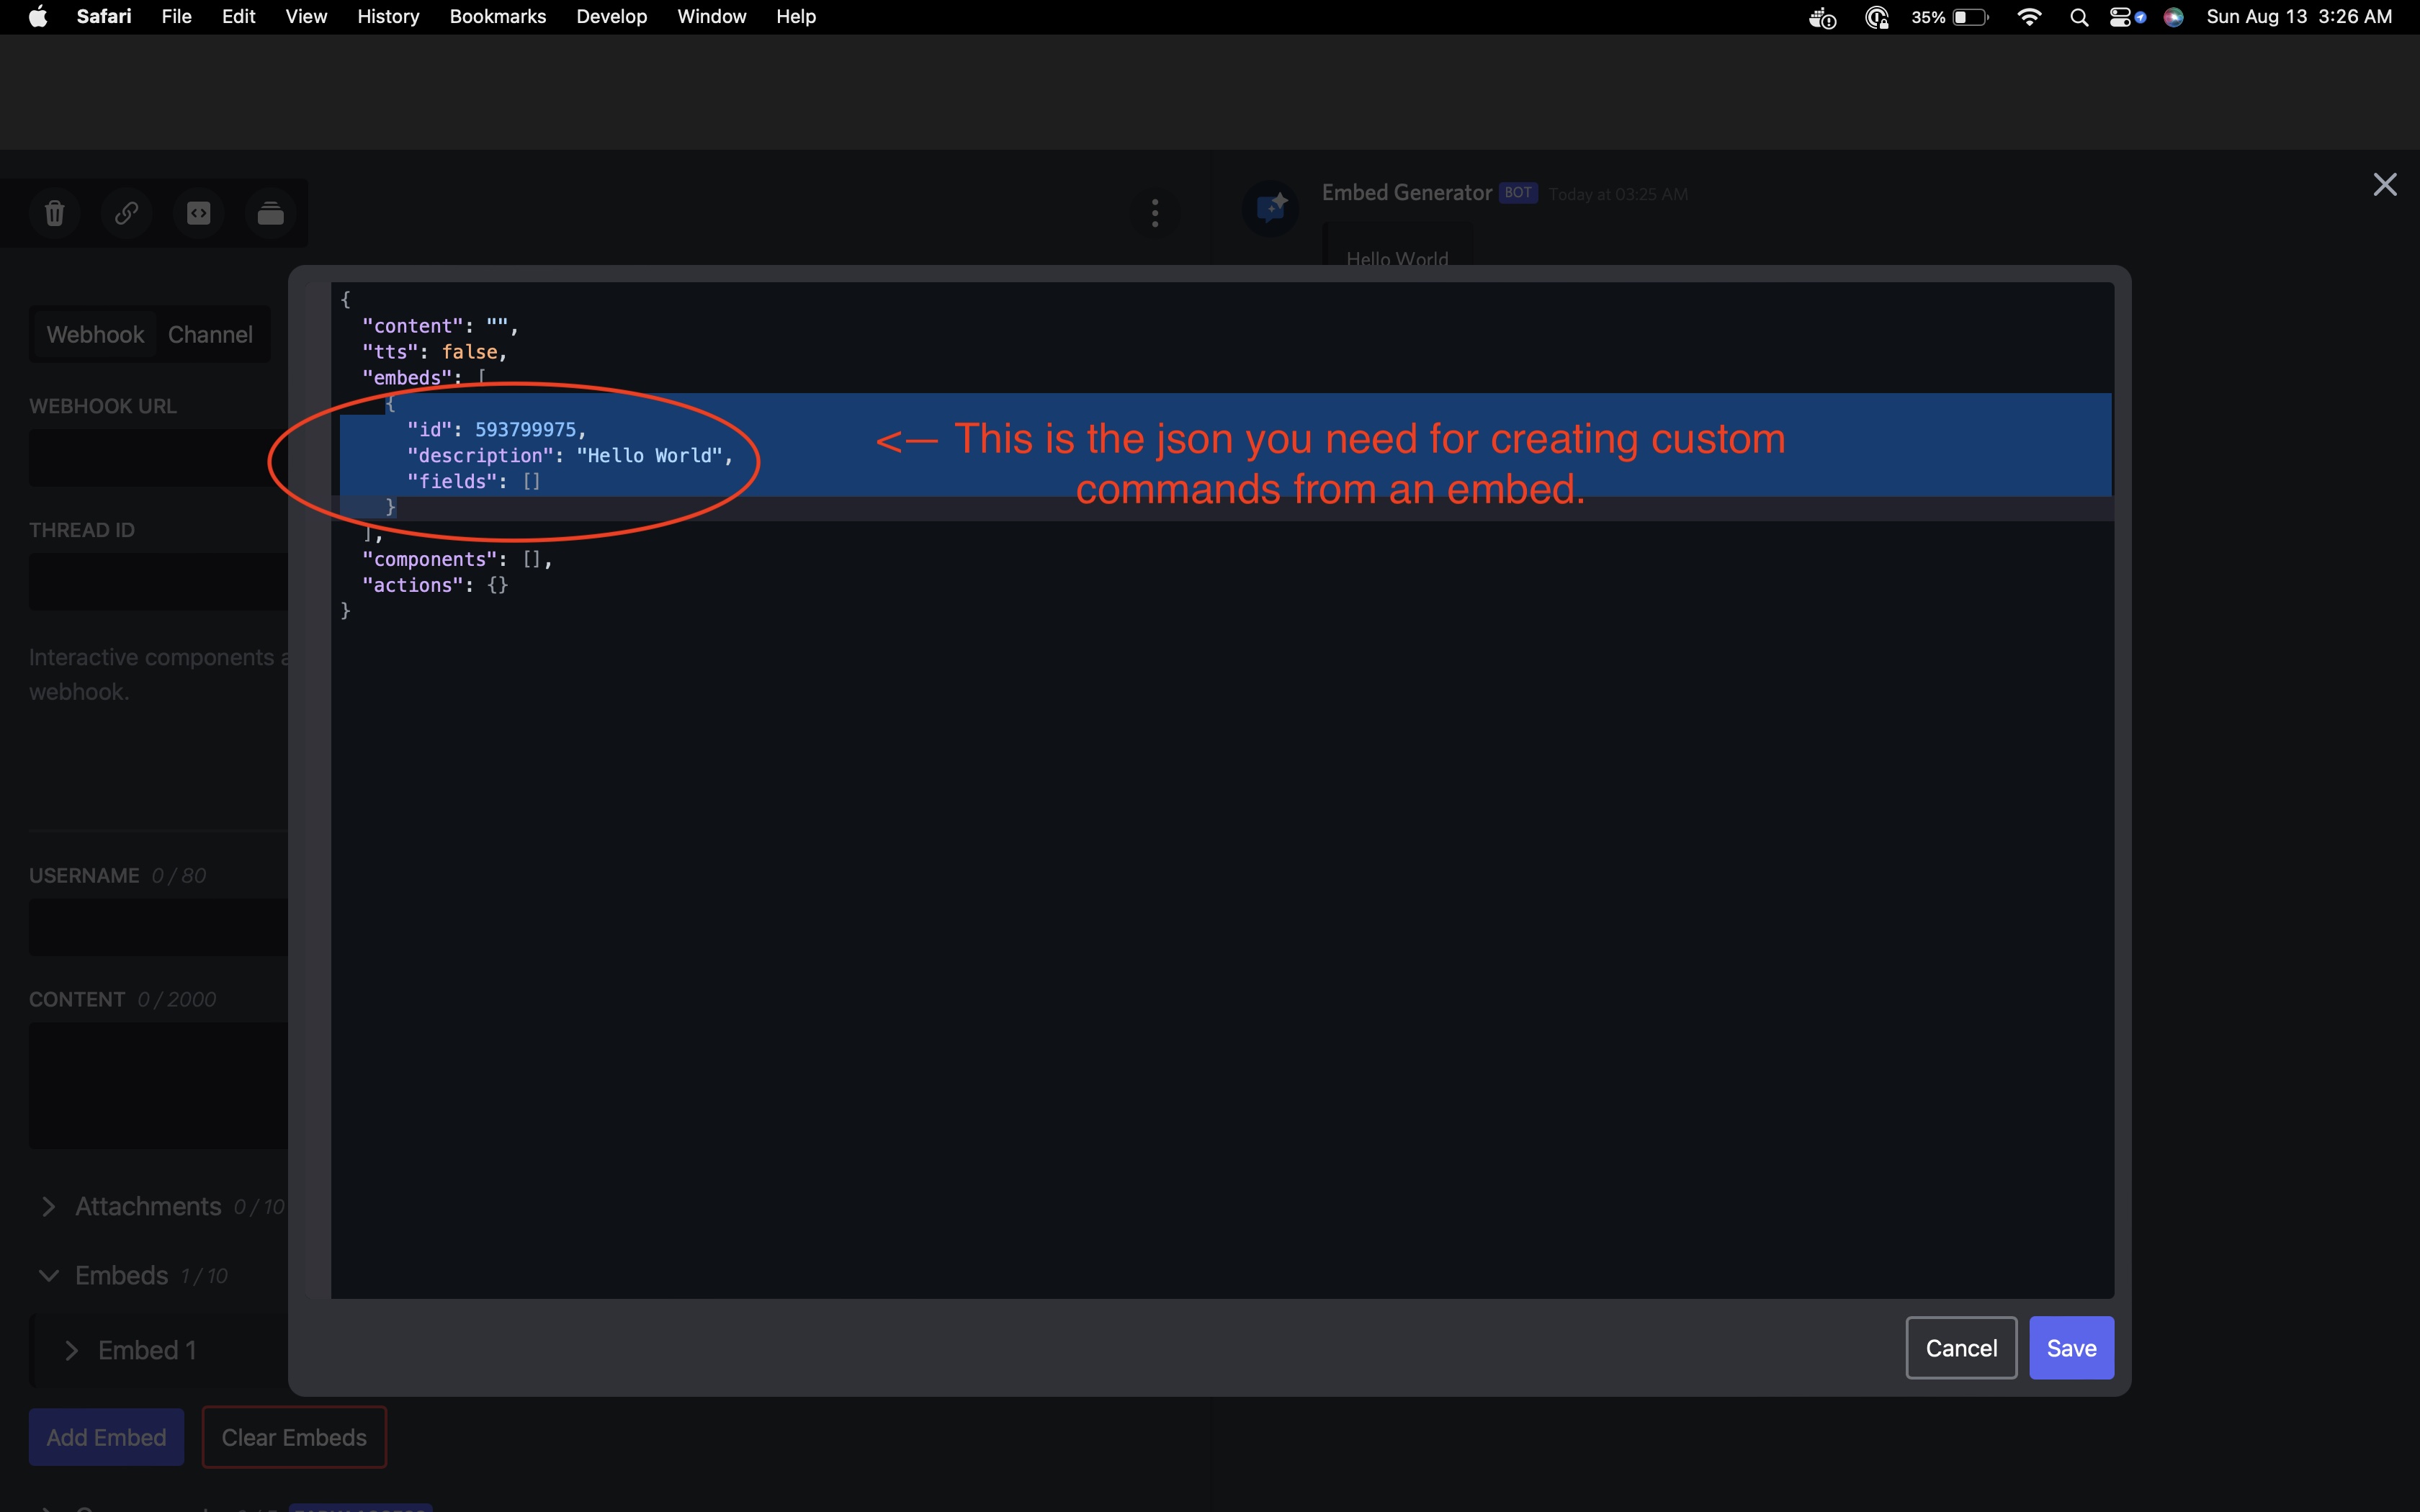 Safari File Edit View History Bookmarks Develop Window Help 35% Sun Aug 13 3:26 AM
Embed Generator BOT Today at 03:25 AM
Hello World
Webhook Channel
WEBHOOK URL
THREAD ID
Interactive components
webhook.
USERNAME 0 / 80
CONTENT 0 / 2000
Attachments 0 / 10
Embeds 1 / 10
Embed 1
Add Embed Clear Embeds
{
"content": "",
"tts": false,
"embeds": [
{
"id": 593799975,
"description": "Hello World",
"fields": []
}
],
"components": [],
"actions": {}
}
<— This is the json you need for creating custom
commands from an embed.
Cancel Save